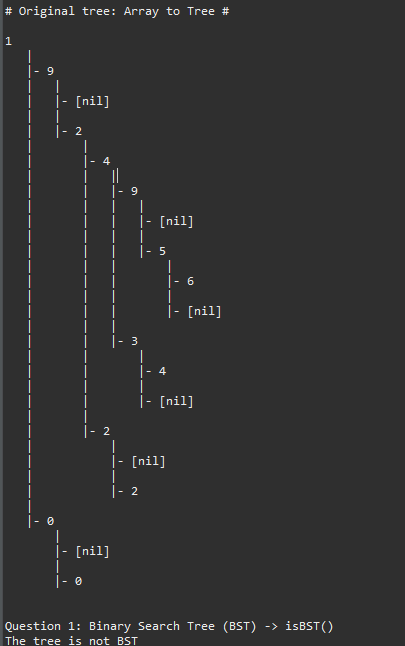 # Original tree: Array to Tree #
1
|
|- 9
| |
| |- [nil]
| |
| |- 2
| |
| |- 4
| | |
| | |- 9
| | | |
| | | |- [nil]
| | | |
| | | |- 5
| | | |
| | | |- 6
| | | |
| | | |- [nil]
| | |
| | |- 3
| | |
| | |- 4
| | |
| | |- [nil]
| |
| |- 2
| |
| |- [nil]
| |
| |- 2
|
|- 0
|
|- [nil]
|
|- 0
Question 1: Binary Search Tree (BST) -> isBST()
The tree is not BST